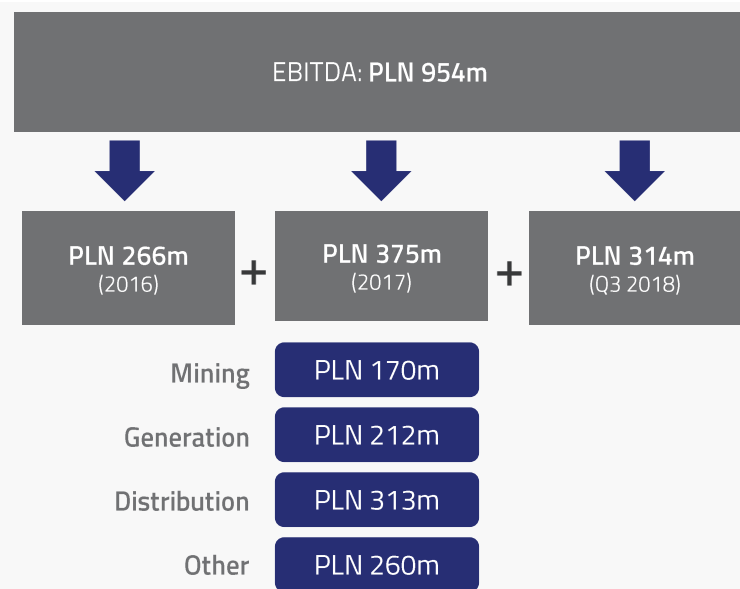 EBITDA: PLN 954m
PLN 266m
(2016)
+
PLN 375m
(2017)
+
PLN 314m
(Q3 2018)
Mining PLN 170m
Generation PLN 212m
Distribution PLN 313m
Other PLN 260m